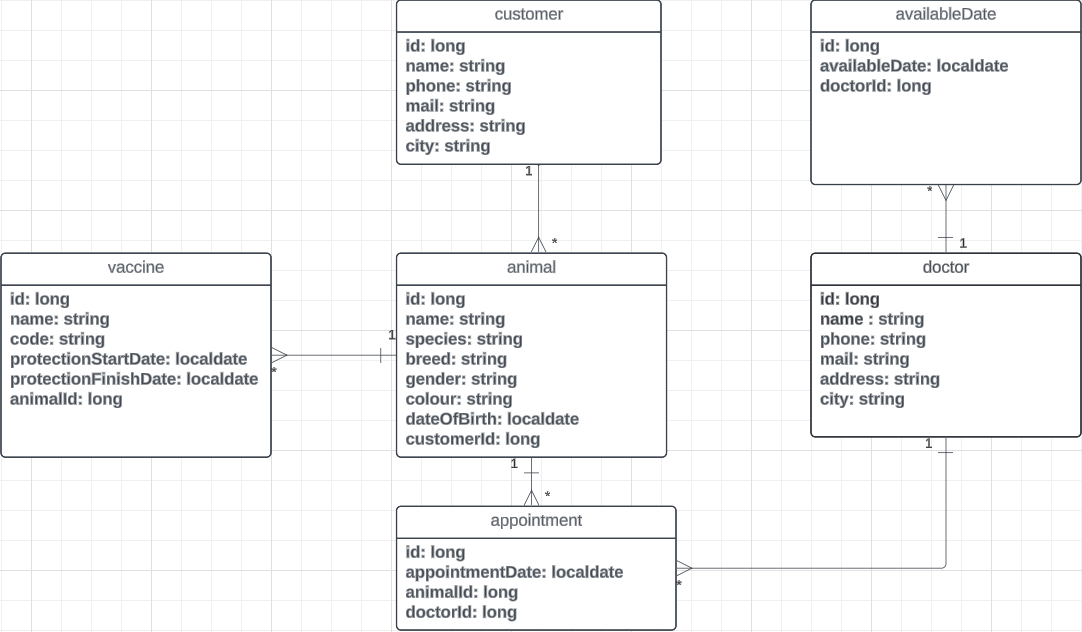 customer
id: long
name: string
phone: string
mail: string
address: string
city: string
1
*
availableDate
id: long
availableDate: localdate
doctorId: long
*
1
vaccine
id: long
name: string
code: string
protectionStartDate: localdate
protectionFinishDate: localdate
animalId: long
*
1
animal
id: long
name: string
species: string
breed: string
gender: string
colour: string
dateOfBirth: localdate
customerId: long
1
*
doctor
id: long
name : string
phone: string
mail: string
address: string
city: string
1
*
appointment
id: long
appointmentDate: localdate
animalId: long
doctorId: long